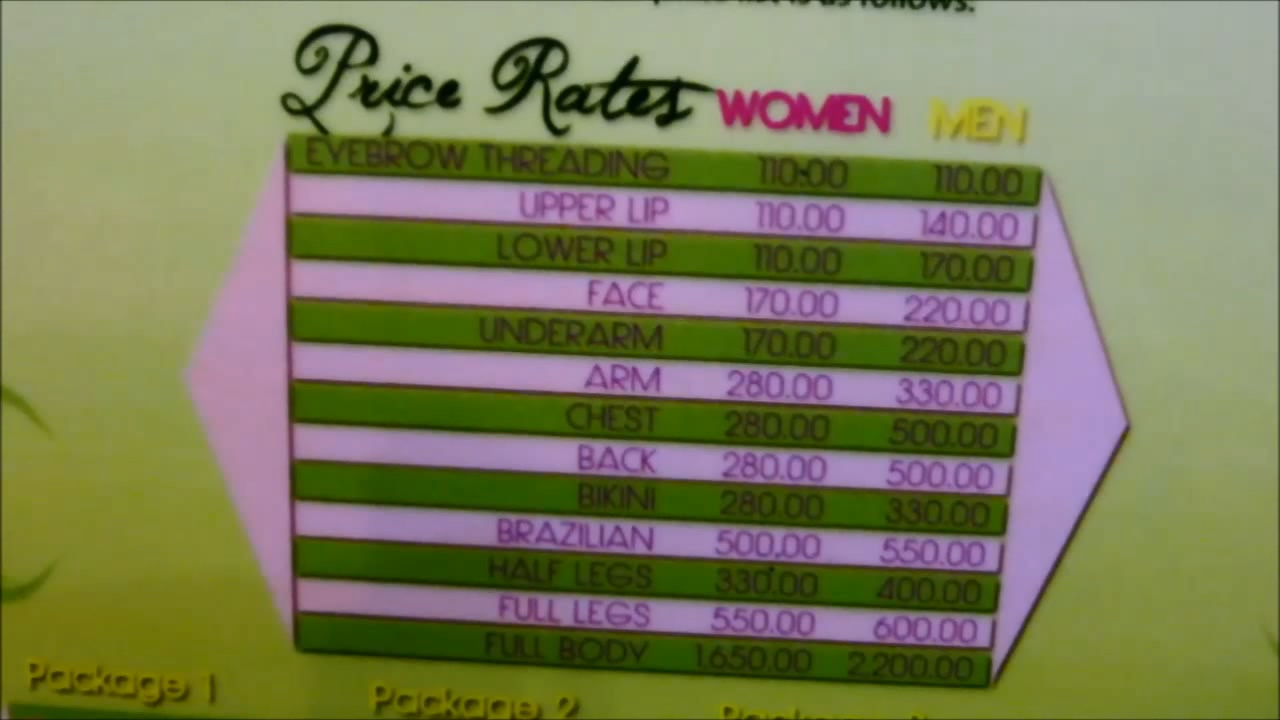 is as follows:
Price Rates WOMEN MEN
EYEBROW THREADING 110.00 110.00
UPPER LIP 110.00 140.00
LOWER LIP 110.00 170.00
FACE 170.00 220.00
UNDERARM 170.00 220.00
ARM 280.00 330.00
CHEST 280.00 500.00
BACK 280.00 500.00
BIKINI 280.00 330.00
BRAZILIAN 500.00 550.00
HALF LEGS 330.00 400.00
FULL LEGS 550.00 600.00
FULL BODY 1,650.00 2,200.00
Package 1 Package 2